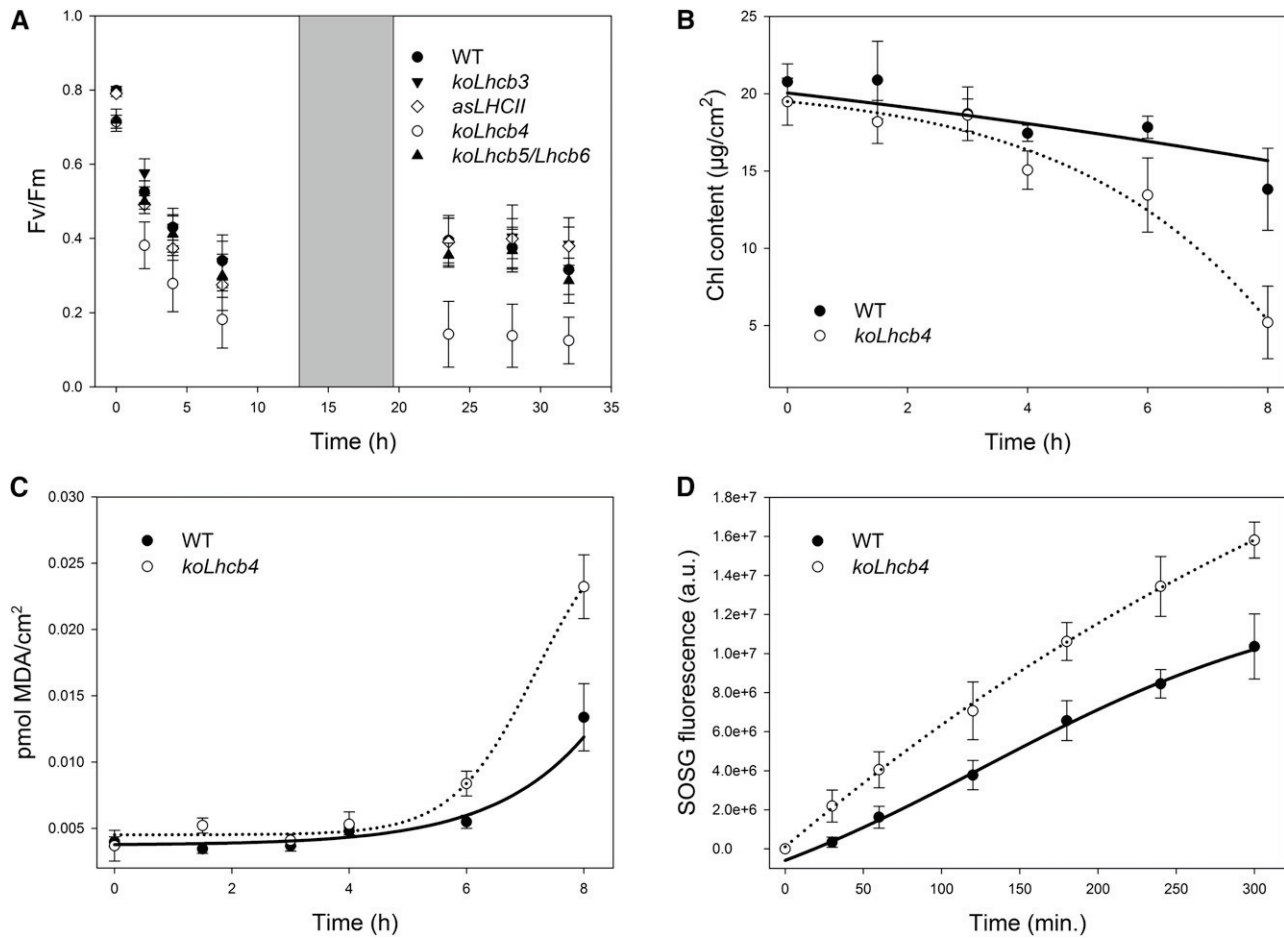 A
Fv/Fm
1.0
0.8
0.6
0.4
0.2
0.0
WT
koLhcb3
asLHCII
koLhcb4
koLhcb5/Lhcb6
0 5 10 15 20 25 30 35
Time (h)
B
Chl content (µg/cm²)
25
20
15
10
5
WT
koLhcb4
0 2 4 6 8
Time (h)
C
pmol MDA/cm²
0.030
0.025
0.020
0.015
0.010
0.005
WT
koLhcb4
0 2 4 6 8
Time (h)
D
SOSG fluorescence (a.u.)
1.8e+7
1.6e+7
1.4e+7
1.2e+7
1.0e+7
8.0e+6
6.0e+6
4.0e+6
2.0e+6
0.0
WT
koLhcb4
0 50 100 150 200 250 300
Time (min.)